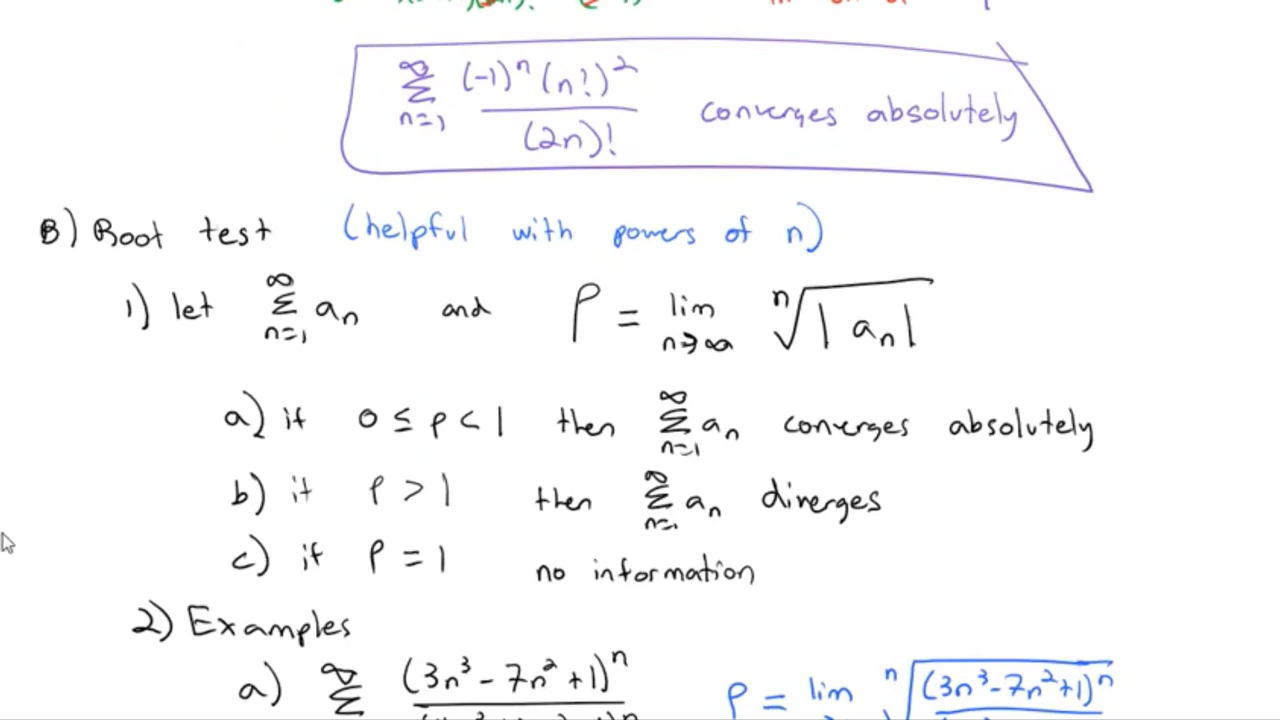 ∞ Σ n=1 (-1)^n (n!)^2 / (2n)! converges absolutely
B) Root test (helpful with powers of n)
1) let ∞ Σ n=1 a_n and ρ = lim n→∞ n√|a_n|
a) if 0 ≤ ρ < 1 then ∞ Σ n=1 a_n converges absolutely
b) if ρ > 1 then ∞ Σ n=1 a_n diverges
c) if ρ = 1 no information
2) Examples
a) ∞ Σ (3n^3 - 7n^2 + 1)^n ρ = lim n√(3n^3 - 7n^2 + 1)^n